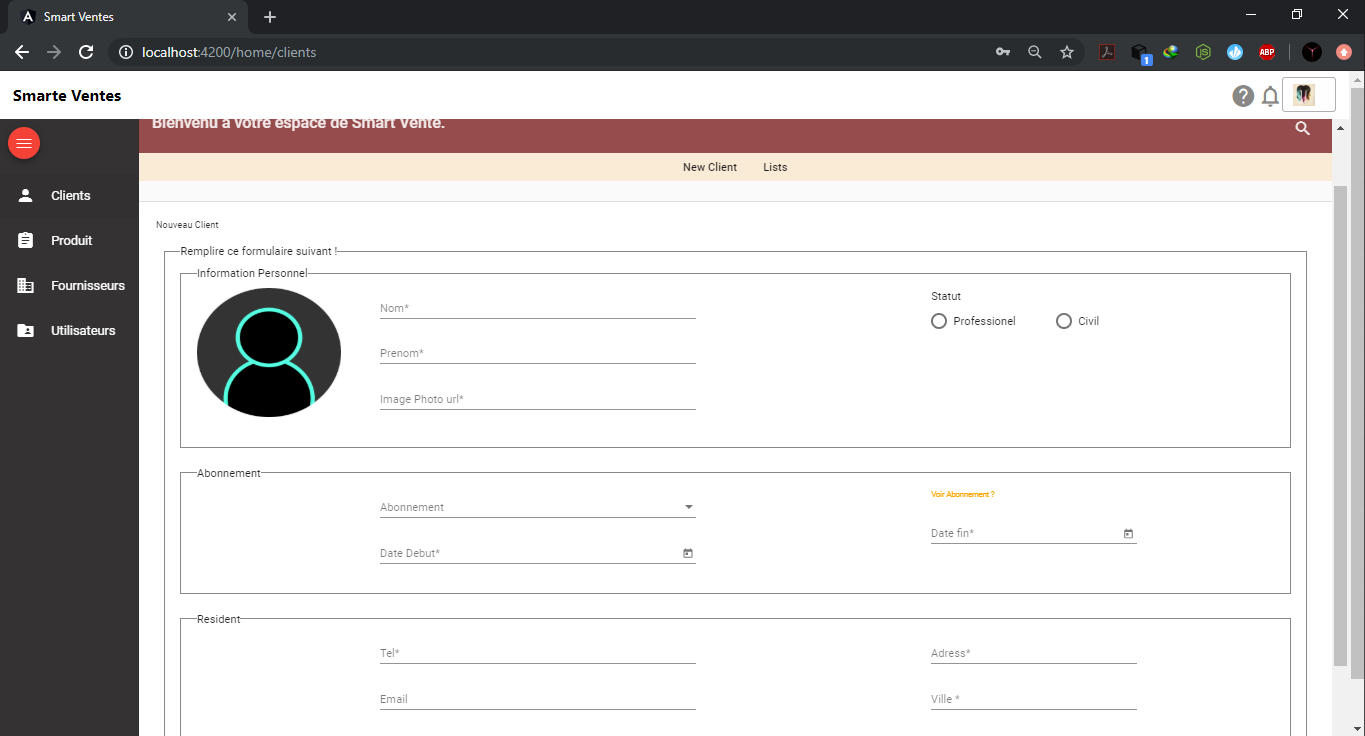 Smart Ventes
localhost:4200/home/clients
1
JS
ABP
Smarte Ventes
?
Bienvenu à votre espace de Smart Vente.
New Client Lists
Clients
Produit
Fournisseurs
Utilisateurs
Nouveau Client
Remplire ce formulaire suivant !
Information Personnel
Nom*
Prenom*
Image Photo url*
Statut
Professionel Civil
Abonnement
Abonnement
Voir Abonnement ?
Date Debut*
Date fin*
Resident
Tel*
Adress*
Email
Ville *